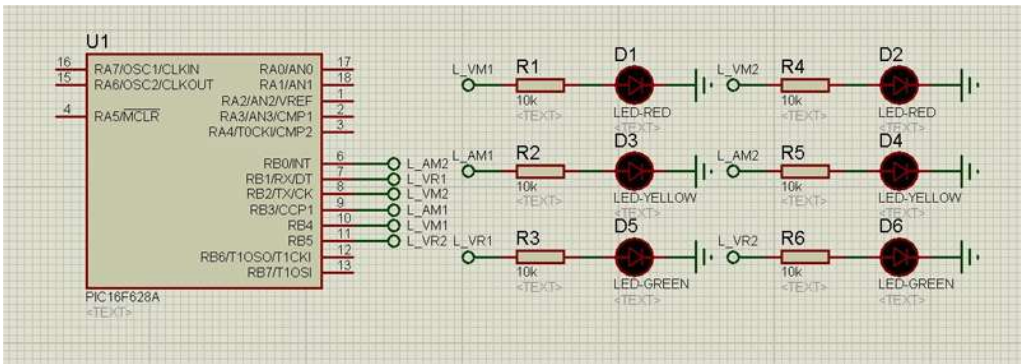 U1
16 RA7/OSC1/CLKIN RA0/AN0 17
15 RA6/OSC2/CLKOUT RA1/AN1 18
RA2/AN2/VREF 1
4 RA5/MCLR RA3/AN3/CMP1 2
RA4/T0CKI/CMP2 3
RB0/INT 6 L_AM2
RB1/RX/DT 7 L_VR1
RB2/TX/CK 8 L_VM2
RB3/CCP1 9 L_AM1
RB4 10 L_VM1
RB5 11 L_VR2
RB6/T1OSO/T1CKI 12
RB7/T1OSI 13
PIC16F628A
<TEXT>
L_VM1 R1 D1
10k LED-RED
<TEXT> <TEXT>
L_VM2 R4 D2
10k LED-RED
<TEXT> <TEXT>
L_AM1 R2 D3
10k LED-YELLOW
<TEXT> <TEXT>
L_AM2 R5 D4
10k LED-YELLOW
<TEXT> <TEXT>
L_VR1 R3 D5
10k LED-GREEN
<TEXT> <TEXT>
L_VR2 R6 D6
10k LED-GREEN
<TEXT> <TEXT>